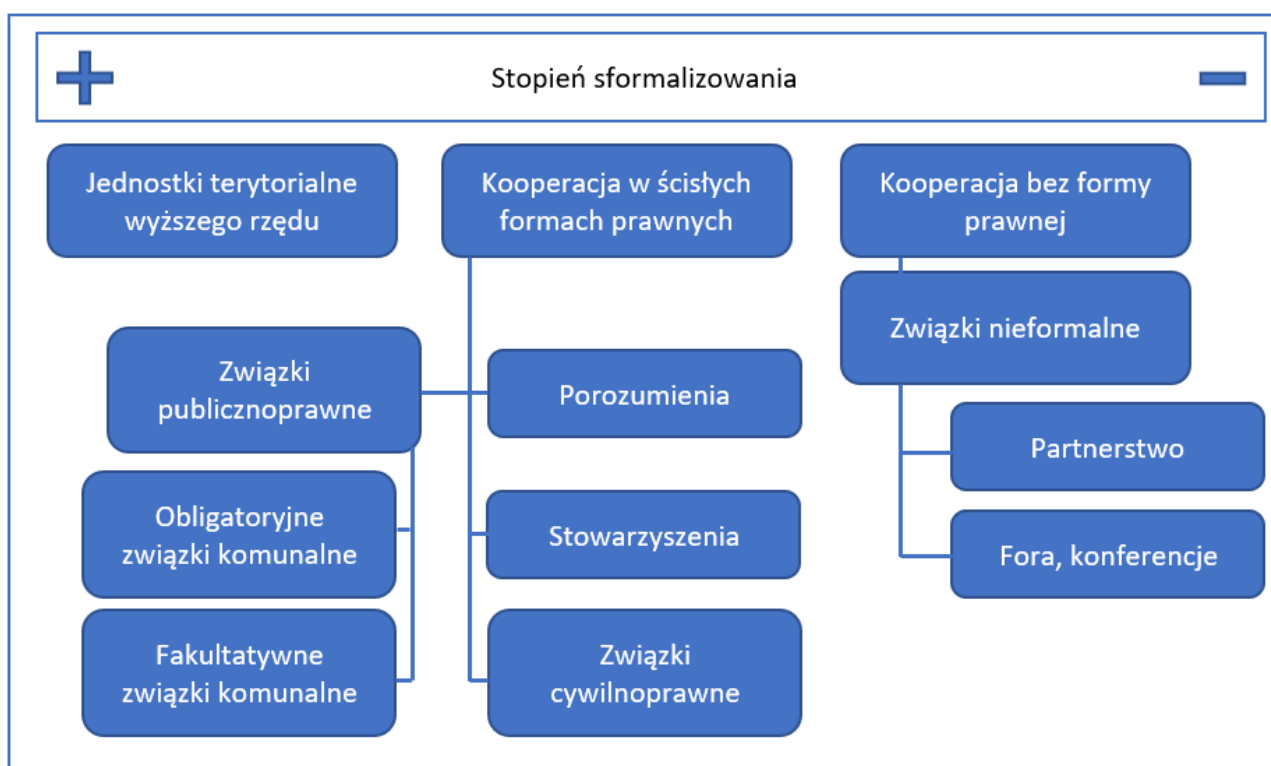 Stopień sformalizowania
Jednostki terytorialne
wyższego rzędu
Kooperacja w ścisłych
formach prawnych
Kooperacja bez formy
prawnej
Związki nieformalne
Związki
publicznoprawne
Porozumienia
Partnerstwo
Obligatoryjne
związki komunalne
Stowarzyszenia
Fora, konferencje
Fakultatywne
związki komunalne
Związki
cywilnoprawne